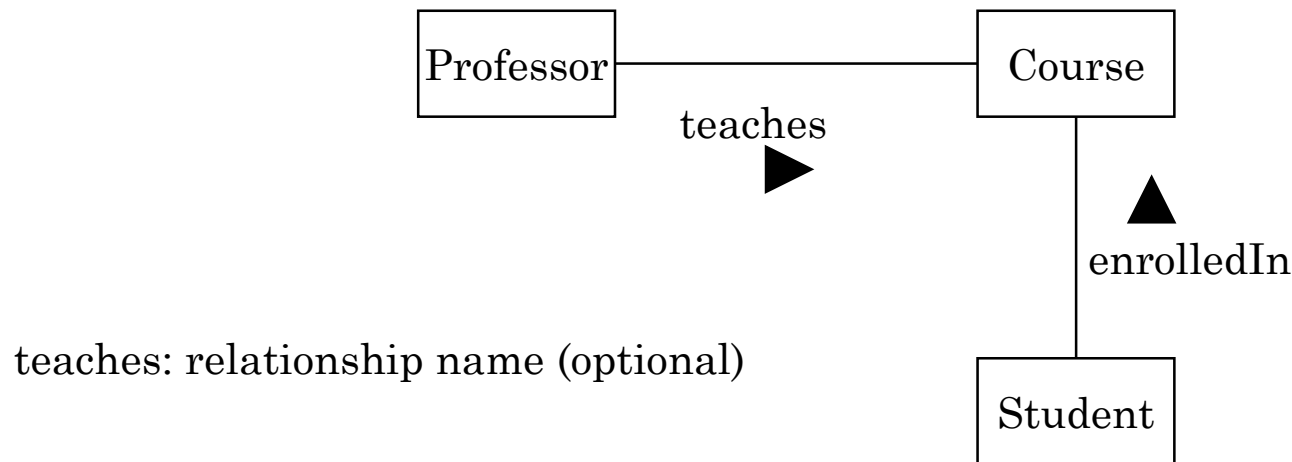 Professor
Course
teaches
enrolledIn
teaches: relationship name (optional)
Student